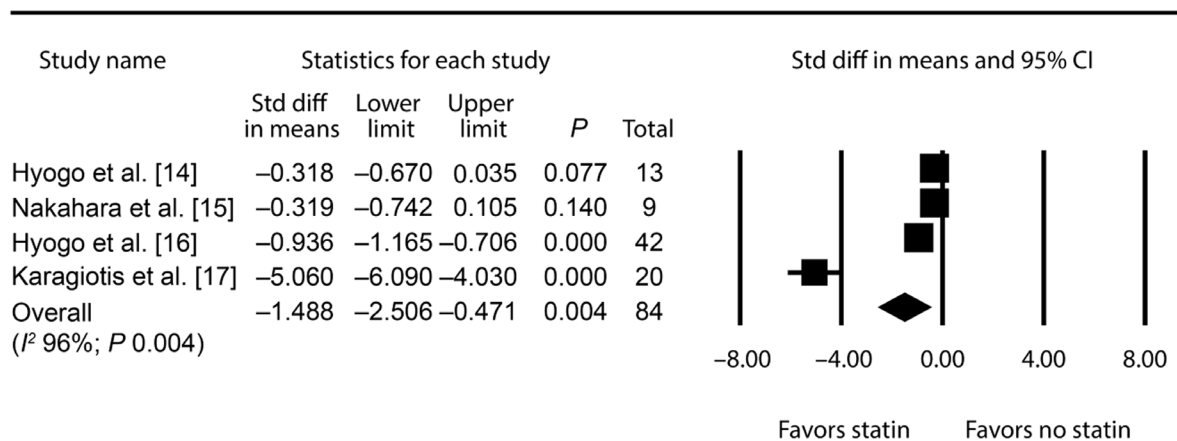 Study name Statistics for each study Std diff in means and 95% CI
Std diff in means Lower limit Upper limit P Total
Hyogo et al. [14] –0.318 –0.670 0.035 0.077 13
Nakahara et al. [15] –0.319 –0.742 0.105 0.140 9
Hyogo et al. [16] –0.936 –1.165 –0.706 0.000 42
Karagiotis et al. [17] –5.060 –6.090 –4.030 0.000 20
Overall –1.488 –2.506 –0.471 0.004 84
(I² 96%; P 0.004)
–8.00 –4.00 0.00 4.00 8.00
Favors statin Favors no statin